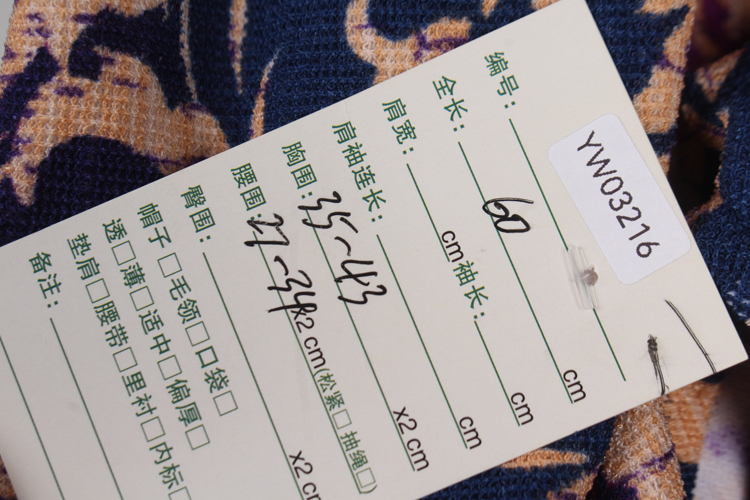 YW03216
编号:
全长: 60 cm
肩宽: cm 袖长: cm
肩袖连长: cm
胸围: 35~43 x2 cm
腰围: 27~34 x2 cm(松紧□ 抽绳□)
臀围: x2 cm
帽子□ 毛领□ 口袋□
透□ 薄□ 适中□ 偏厚□
垫肩□ 腰带□ 里衬□ 内标□
备注: